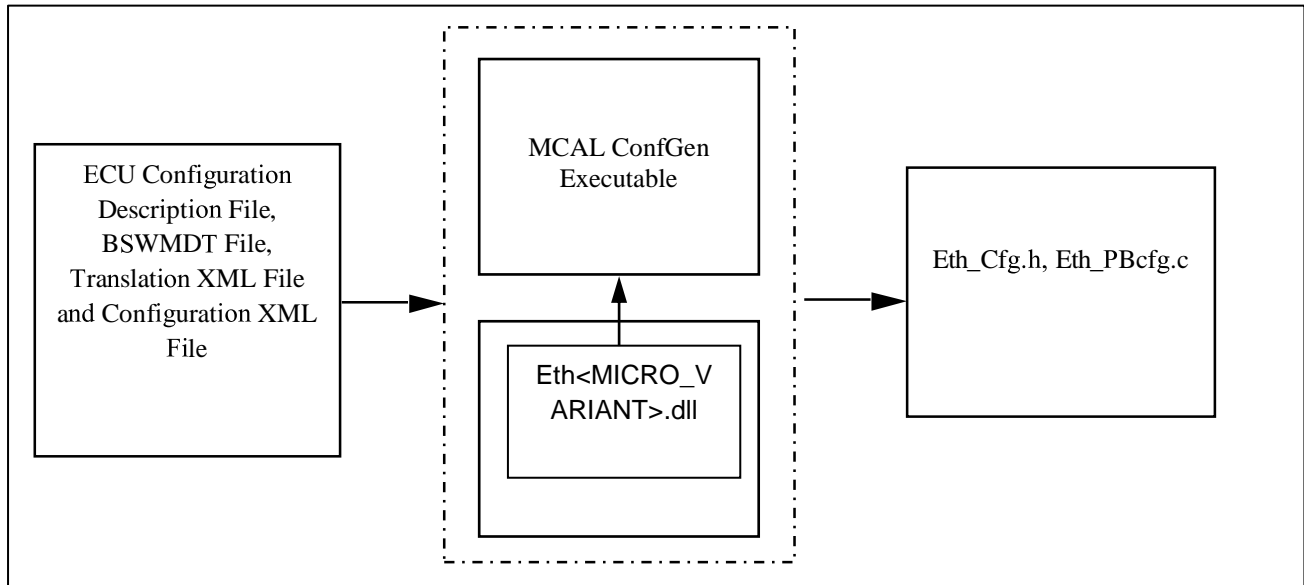 ECU Configuration
Description File,
BSWMDT File,
Translation XML File
and Configuration XML
File
MCAL ConfGen
Executable
Eth<MICRO_V
ARIANT>.dll
Eth_Cfg.h, Eth_PBcfg.c